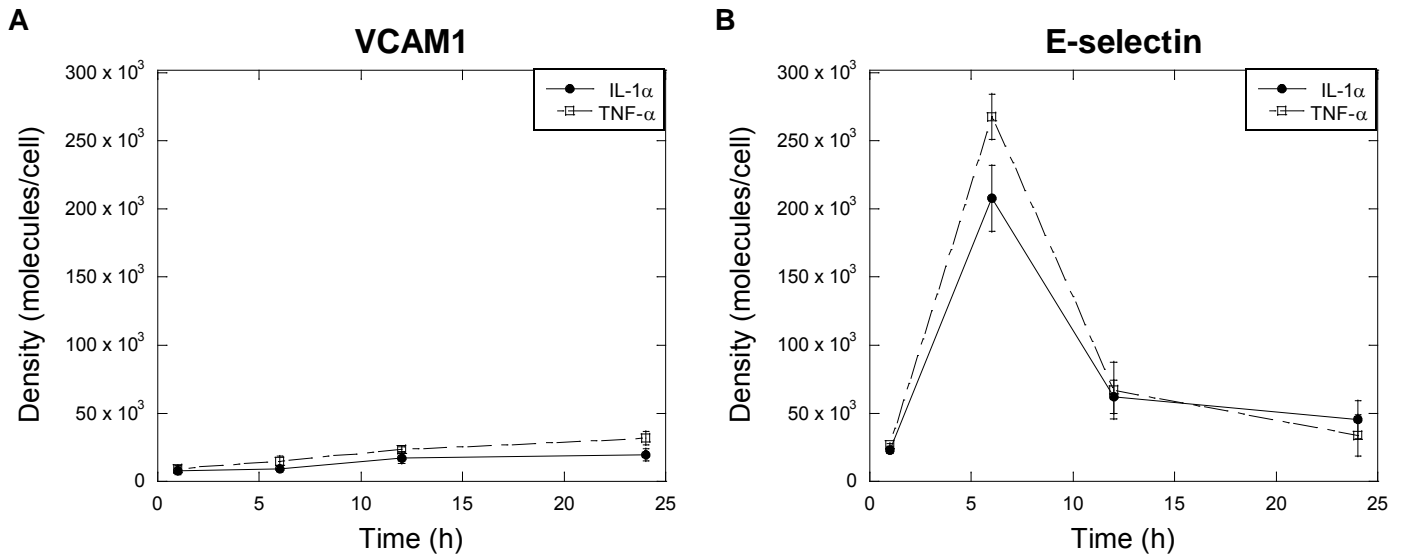 A
VCAM1
300 x 10³
250 x 10³
200 x 10³
150 x 10³
100 x 10³
50 x 10³
0
Density (molecules/cell)
IL-1α
TNF-α
0 5 10 15 20 25
Time (h)
B
E-selectin
300 x 10³
250 x 10³
200 x 10³
150 x 10³
100 x 10³
50 x 10³
0
Density (molecules/cell)
IL-1α
TNF-α
0 5 10 15 20 25
Time (h)